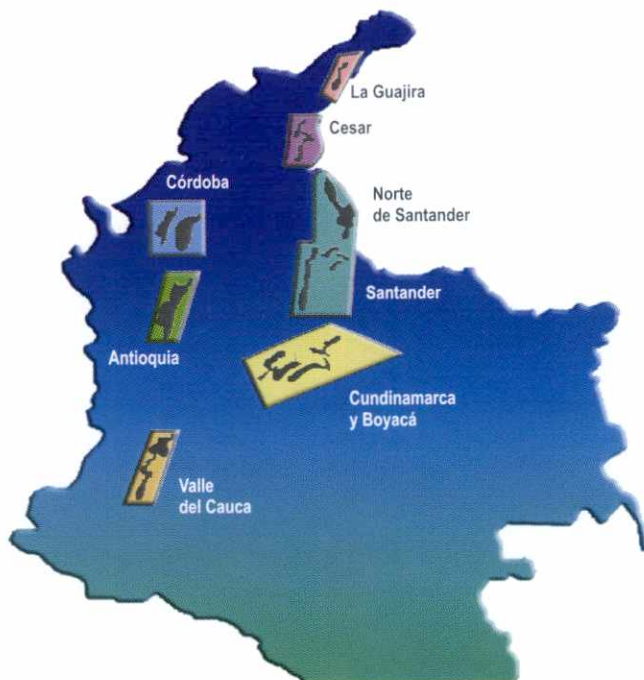 La Guajira
Cesar
Córdoba
Norte
de Santander
Santander
Antioquia
Cundinamarca
y Boyacá
Valle
del Cauca